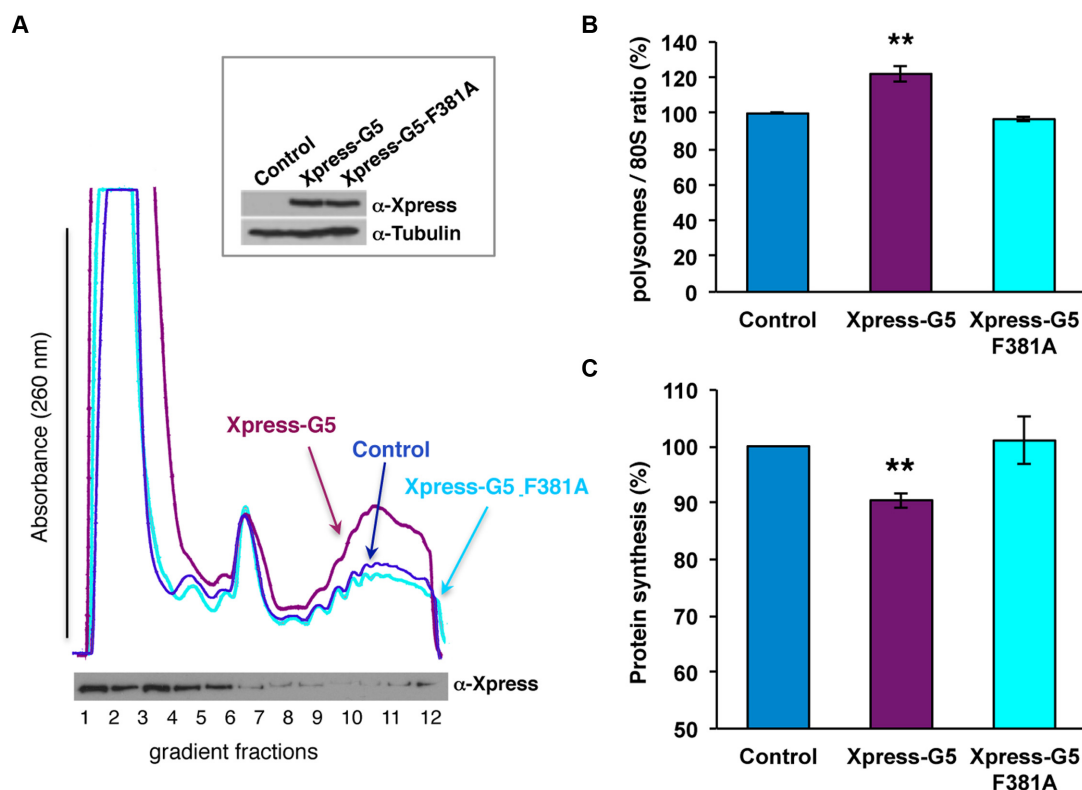 A
Control
Xpress-G5
Xpress-G5-F381A
α-Xpress
α-Tubulin
Absorbance (260 nm)
Xpress-G5
Control
Xpress-G5_F381A
α-Xpress
1 2 3 4 5 6 7 8 9 10 11 12
gradient fractions
B
polysomes / 80S ratio (%)
140
120
100
80
60
40
20
0
**
Control
Xpress-G5
Xpress-G5
F381A
C
Protein synthesis (%)
110
100
90
80
70
60
50
**
Control
Xpress-G5
Xpress-G5
F381A